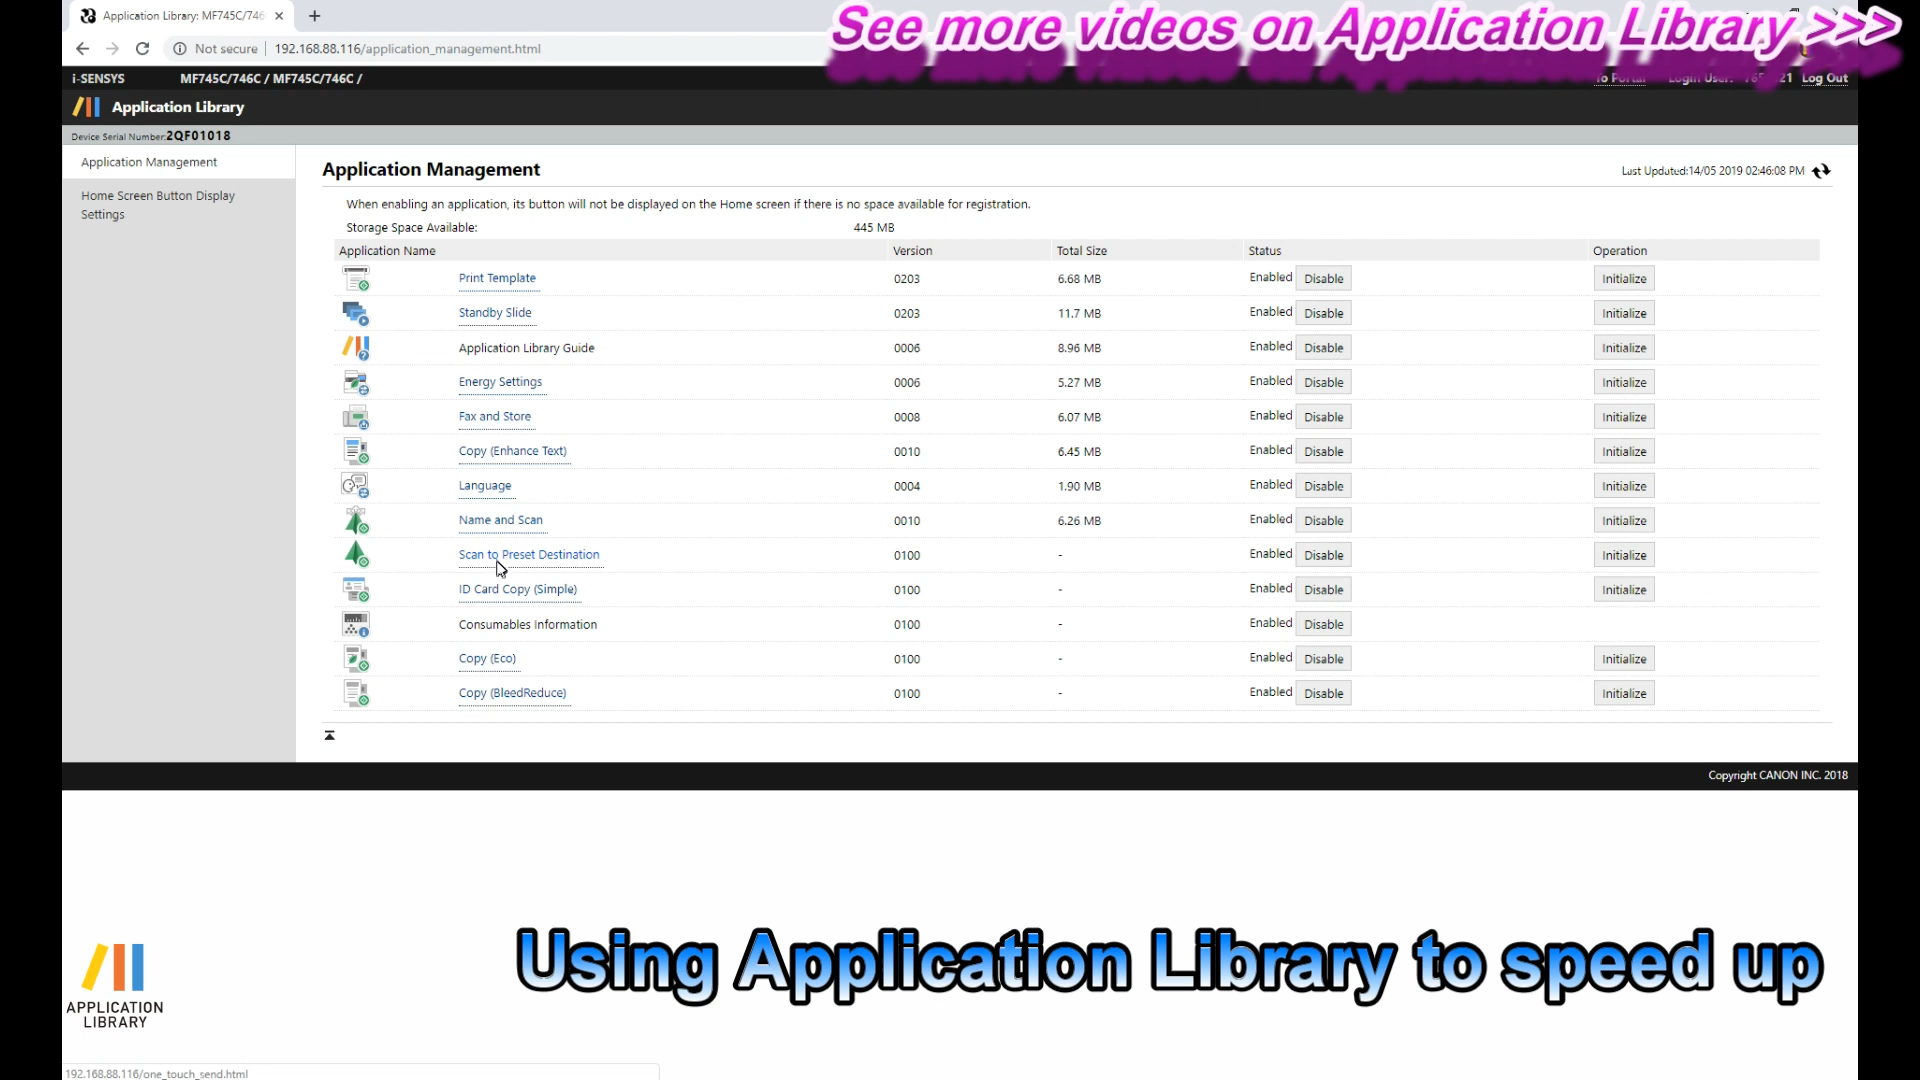 Application Library: MF745C/746
See more videos on Application Library >>>
Not secure
192.168.88.116/application_management.html
i-SENSYS
MF745C/746C / MF745C/746C /
To Portal
Login User:
21
Log Out
Application Library
Device Serial Number:2QF01018
Application Management
Home Screen Button Display
Settings
Application Management
Last Updated:14/05 2019 02:46:08 PM
When enabling an application, its button will not be displayed on the Home screen if there is no space available for registration.
Storage Space Available: 445 MB
Application Name Version Total Size Status Operation
Print Template 0203 6.68 MB Enabled Disable Initialize
Standby Slide 0203 11.7 MB Enabled Disable Initialize
Application Library Guide 0006 8.96 MB Enabled Disable Initialize
Energy Settings 0006 5.27 MB Enabled Disable Initialize
Fax and Store 0008 6.07 MB Enabled Disable Initialize
Copy (Enhance Text) 0010 6.45 MB Enabled Disable Initialize
Language 0004 1.90 MB Enabled Disable Initialize
Name and Scan 0010 6.26 MB Enabled Disable Initialize
Scan to Preset Destination 0100 - Enabled Disable Initialize
ID Card Copy (Simple) 0100 - Enabled Disable Initialize
Consumables Information 0100 - Enabled Disable
Copy (Eco) 0100 - Enabled Disable Initialize
Copy (BleedReduce) 0100 - Enabled Disable Initialize
Copyright CANON INC. 2018
Using Application Library to speed up
APPLICATION
LIBRARY
192.168.88.116/one_touch_send.html